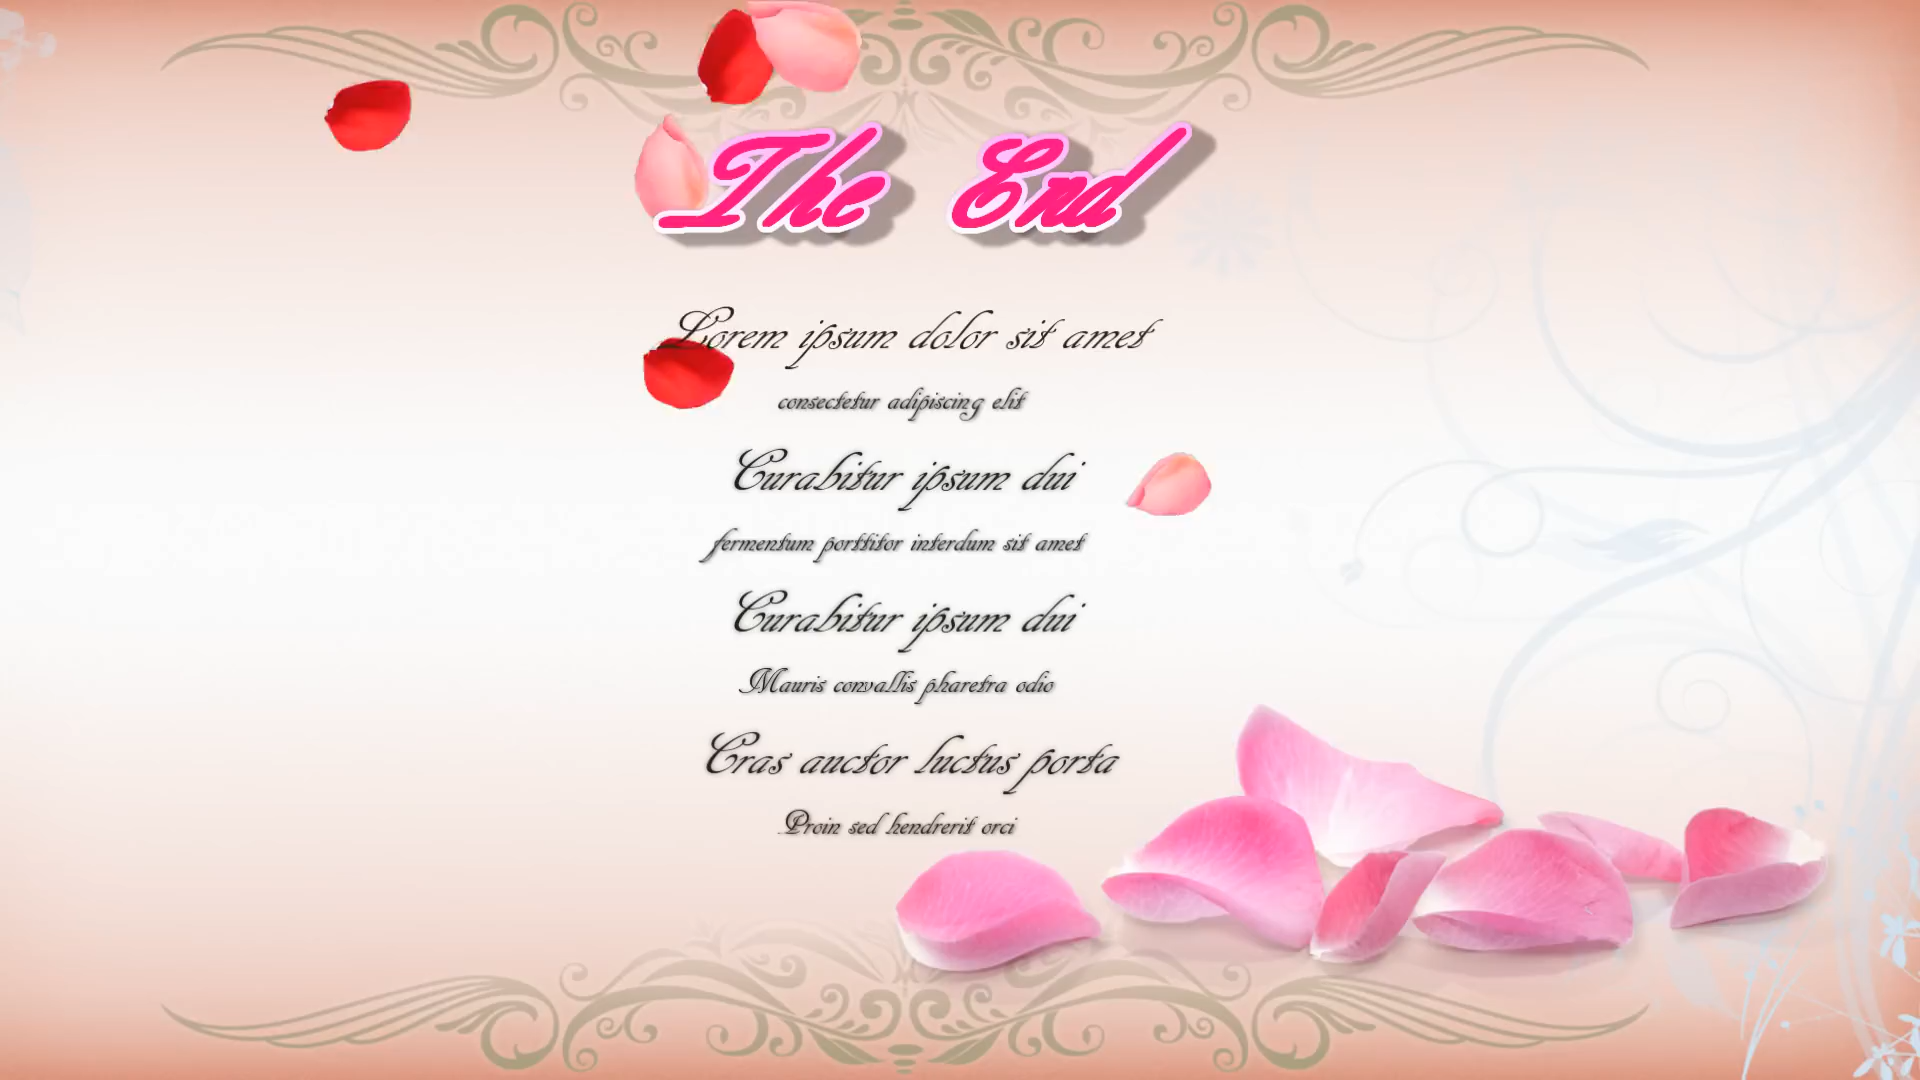 The End
Lorem ipsum dolor sit amet
consectetur adipiscing elit
Curabitur ipsum dui
fermentum porttitor interdum sit amet
Curabitur ipsum dui
Mauris convallis pharetra odio
Cras auctor luctus porta
Proin sed hendrerit orci